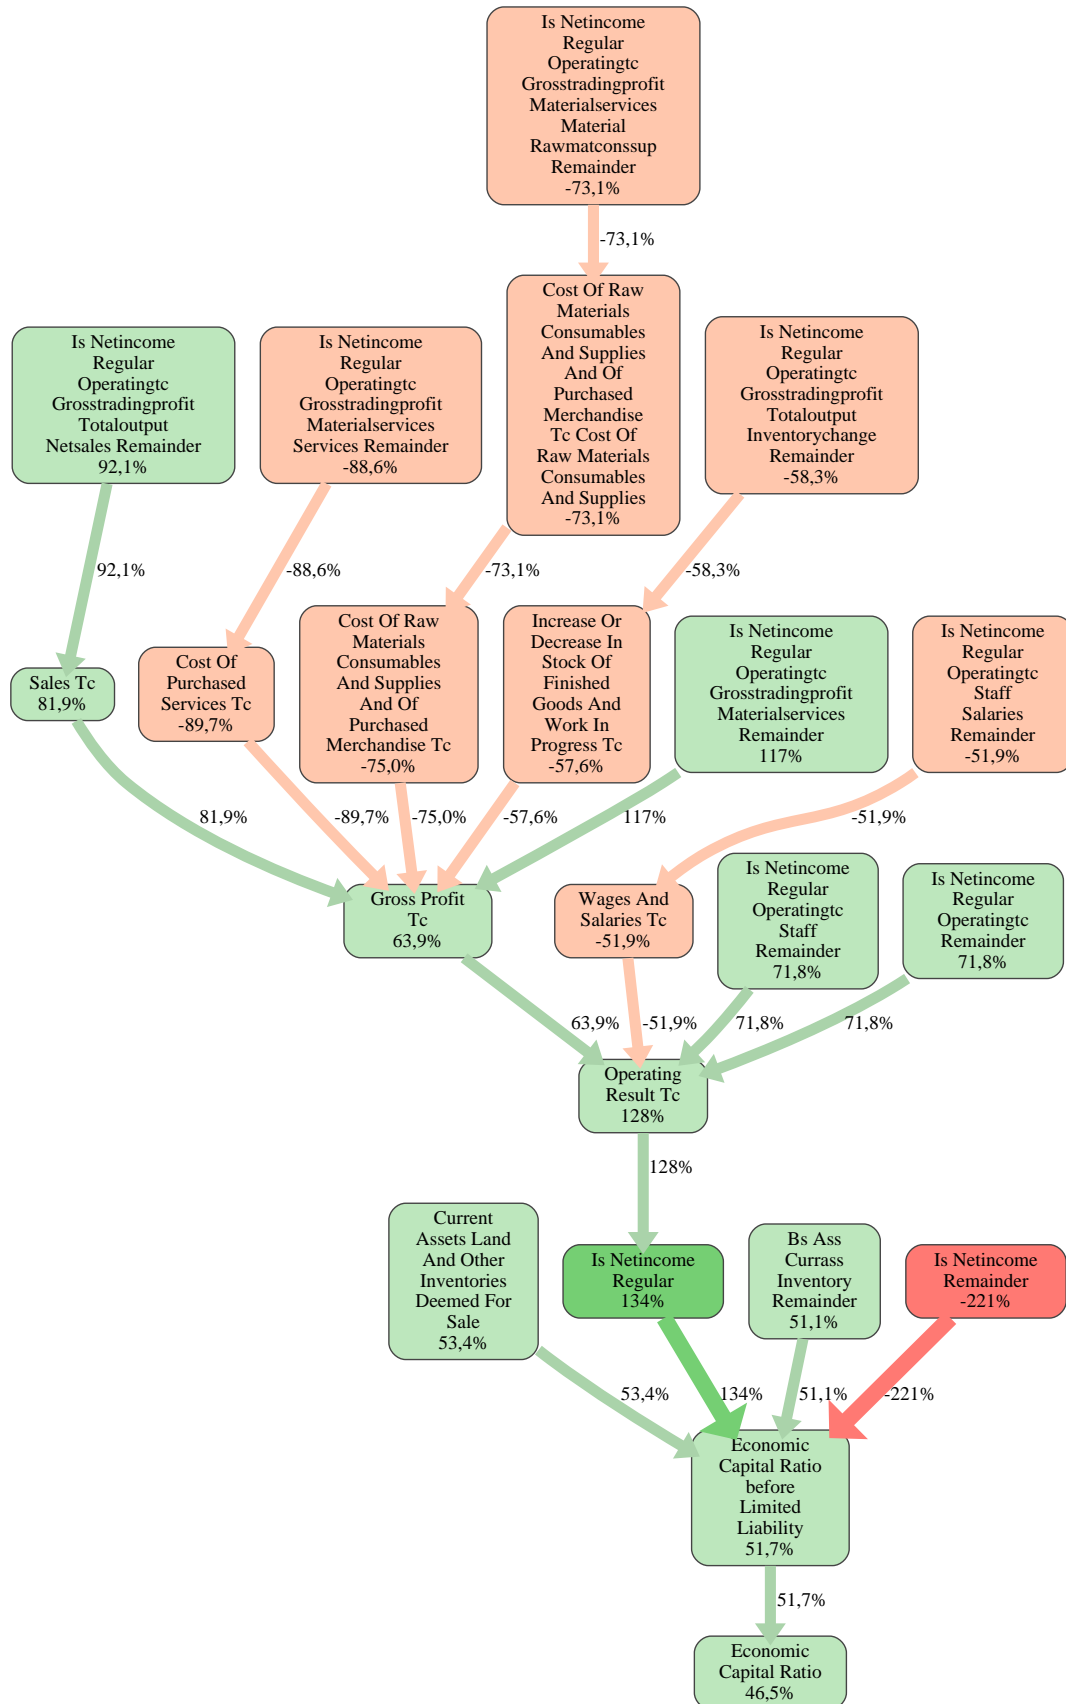 Is Netincome
Regular
Operatingtc
Grosstradingprofit
Materialservices
Material
Rawmatconssup
Remainder
-73,1%
-73,1%
Is Netincome
Regular
Operatingtc
Grosstradingprofit
Totaloutput
Netsales Remainder
92,1%
Is Netincome
Regular
Operatingtc
Grosstradingprofit
Materialservices
Services Remainder
-88,6%
Cost Of Raw
Materials
Consumables
And Supplies
And Of
Purchased
Merchandise
Tc Cost Of
Raw Materials
Consumables
And Supplies
-73,1%
Is Netincome
Regular
Operatingtc
Grosstradingprofit
Totaloutput
Inventorychange
Remainder
-58,3%
92,1%
-88,6%
-73,1%
-58,3%
Sales Tc
81,9%
Cost Of
Purchased
Services Tc
-89,7%
Cost Of Raw
Materials
Consumables
And Supplies
And Of
Purchased
Merchandise Tc
-75,0%
Increase Or
Decrease In
Stock Of
Finished
Goods And
Work In
Progress Tc
-57,6%
Is Netincome
Regular
Operatingtc
Grosstradingprofit
Materialservices
Remainder
117%
Is Netincome
Regular
Operatingtc
Staff
Salaries
Remainder
-51,9%
81,9%
-89,7%
-75,0%
-57,6%
117%
-51,9%
Gross Profit
Tc
63,9%
Wages And
Salaries Tc
-51,9%
Is Netincome
Regular
Operatingtc
Staff
Remainder
71,8%
Is Netincome
Regular
Operatingtc
Remainder
71,8%
63,9%
-51,9%
71,8%
71,8%
Operating
Result Tc
128%
128%
Current
Assets Land
And Other
Inventories
Deemed For
Sale
53,4%
Is Netincome
Regular
134%
Bs Ass
Currass
Inventory
Remainder
51,1%
Is Netincome
Remainder
-221%
53,4%
134%
51,1%
-221%
Economic
Capital Ratio
before
Limited
Liability
51,7%
51,7%
Economic
Capital Ratio
46,5%